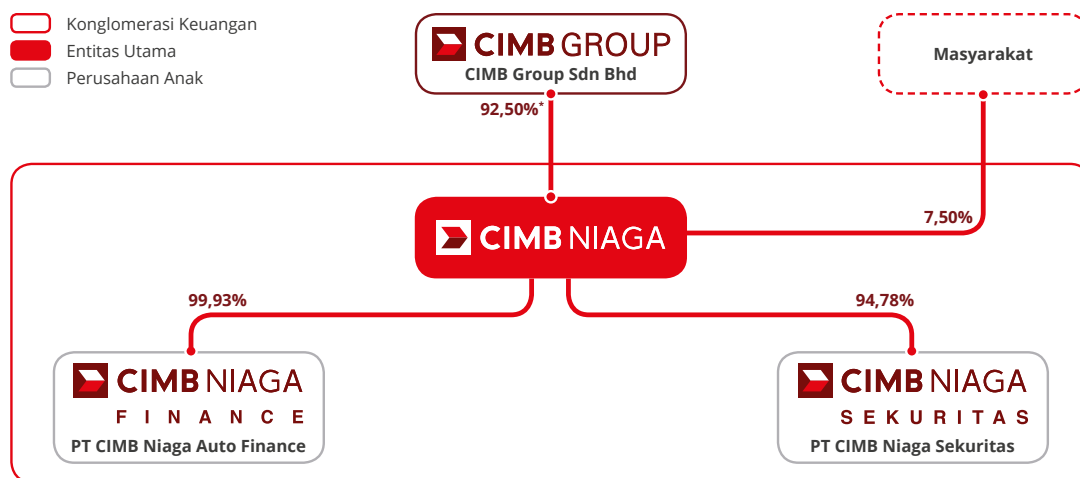 Konglomerasi Keuangan
Entitas Utama
Perusahaan Anak
CIMB GROUP
CIMB Group Sdn Bhd
Masyarakat
92,50%*
CIMB NIAGA
7,50%
99,93%
94,78%
CIMB NIAGA
FINANCE
PT CIMB Niaga Auto Finance
CIMB NIAGA
SEKURITAS
PT CIMB Niaga Sekuritas